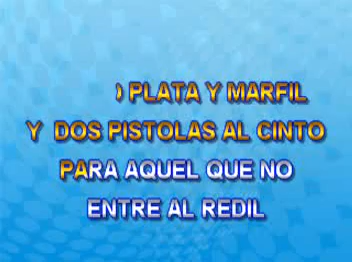 PLATA Y MARFIL
Y DOS PISTOLAS AL CINTO
PARA AQUEL QUE NO
ENTRE AL REDIL